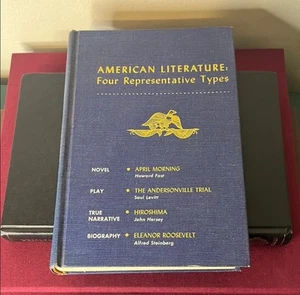 AMERICAN LITERATURE:
Four Representative Types
NOVEL • APRIL MORNING
Howard Fast
PLAY • THE ANDERSONVILLE TRIAL
Saul Levitt
TRUE NARRATIVE • HIROSHIMA
John Hersey
BIOGRAPHY • ELEANOR ROOSEVELT
Alfred Steinberg